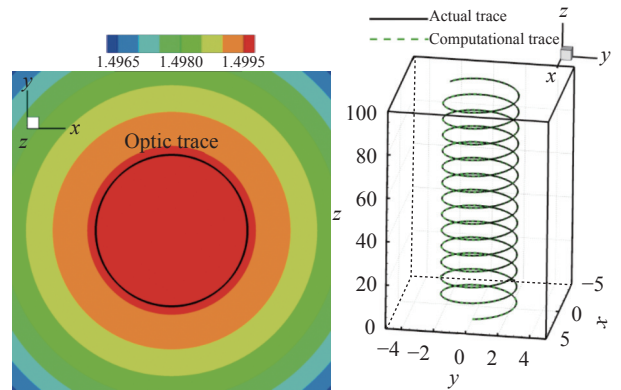 1.4965 1.4980 1.4995
y
x
z
Optic trace
Actual trace
Computational trace
z
y
x
100
80
60
z
40
20
0
−4 −2 0 2 4
y
−5
0
5
x